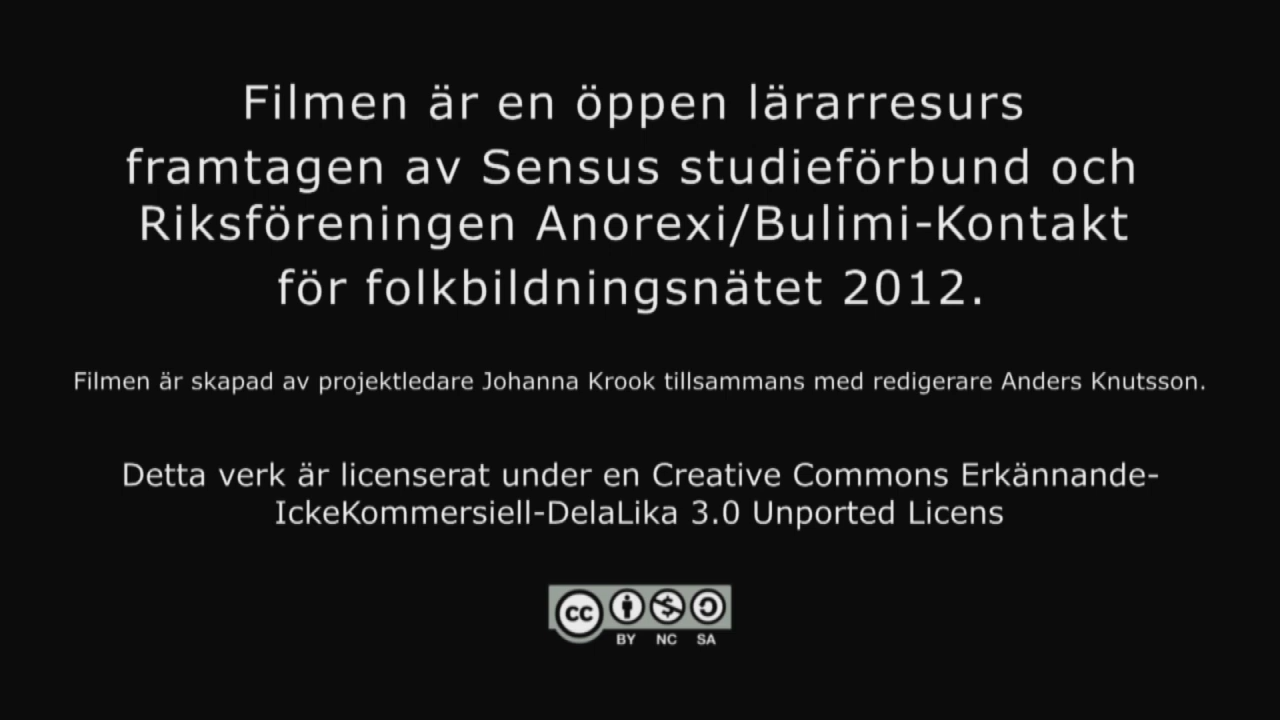 Filmen är en öppen lärarresurs
framtagen av Sensus studieförbund och
Riksföreningen Anorexi/Bulimi-Kontakt
för folkbildningsnätet 2012.
Filmen är skapad av projektledare Johanna Krook tillsammans med redigerare Anders Knutsson.
Detta verk är licenserat under en Creative Commons Erkännande-
IckeKommersiell-DelaLika 3.0 Unported Licens
cc
BY NC SA